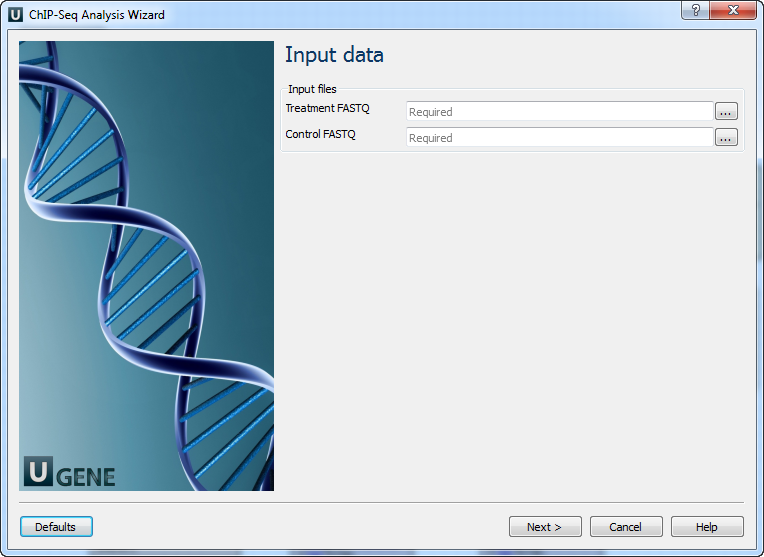 U ChIP-Seq Analysis Wizard
?
Input data
Input files
Treatment FASTQ Required ...
Control FASTQ Required ...
U GENE
Defaults Next > Cancel Help